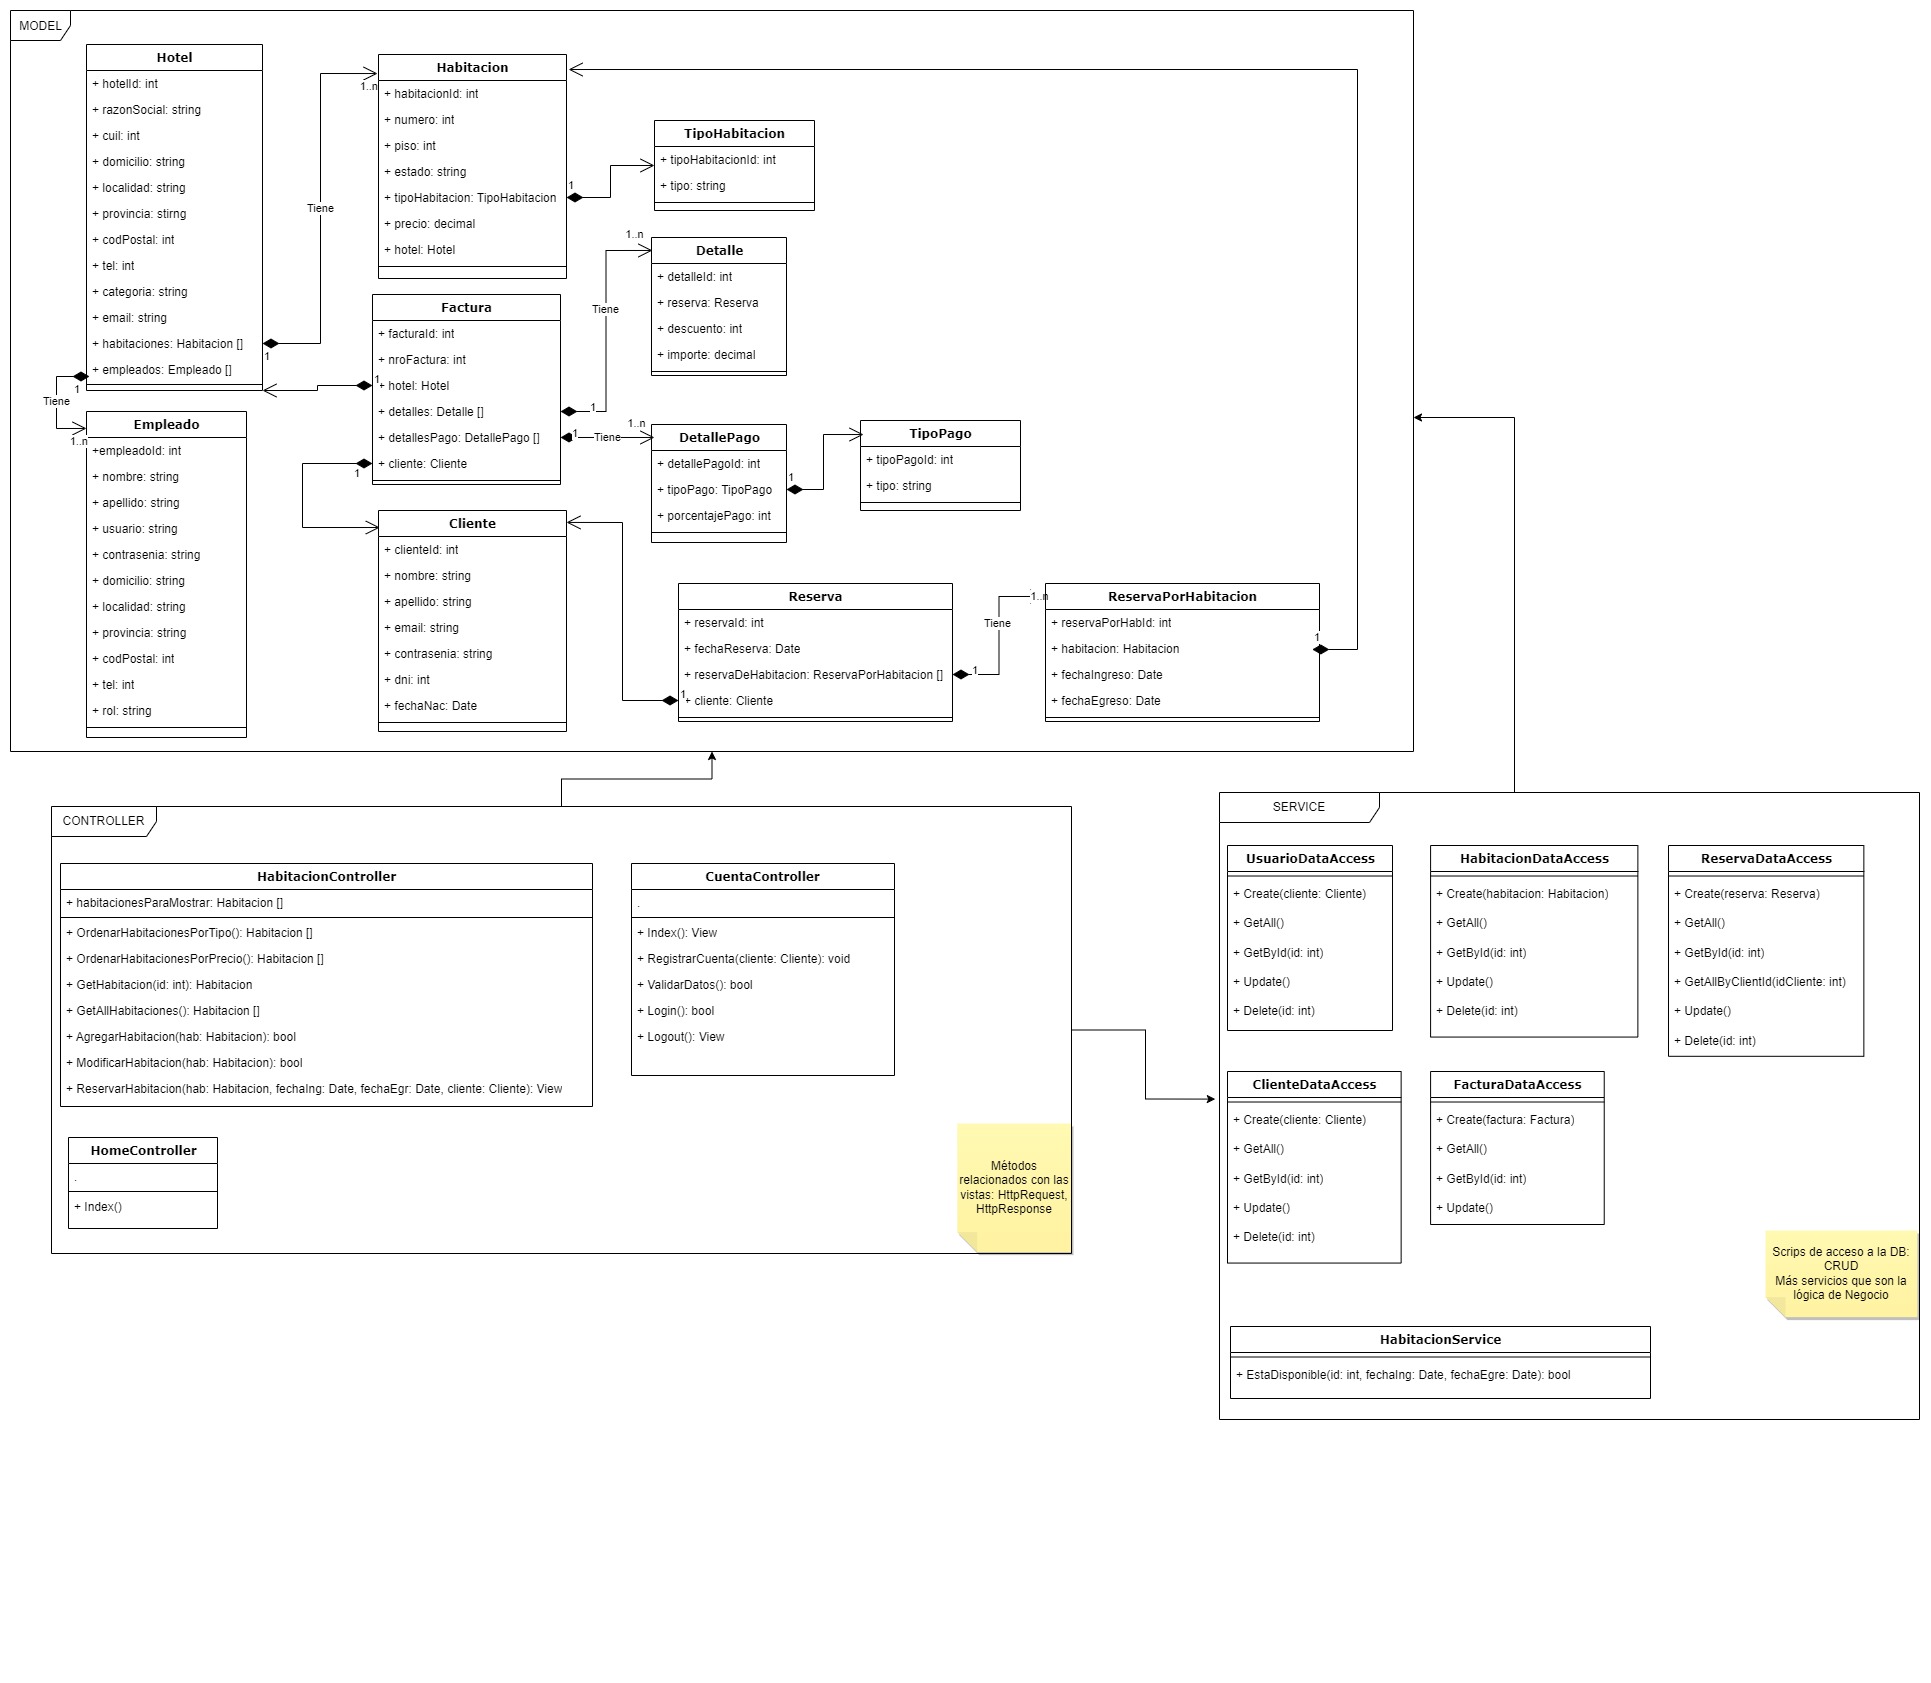 MODEL
Hotel
+ hotelId: int
+ razonSocial: string
+ cuil: int
+ domicilio: string
+ localidad: string
+ provincia: stirng
+ codPostal: int
+ tel: int
+ categoria: string
+ email: string
+ habitaciones: Habitacion []
+ empleados: Empleado []
1
Tiene
1..n
1
Tiene
1..n
Empleado
+empleadoId: int
+ nombre: string
+ apellido: string
+ usuario: string
+ contrasenia: string
+ domicilio: string
+ localidad: string
+ provincia: string
+ codPostal: int
+ tel: int
+ rol: string
Habitacion
+ habitacionId: int
+ numero: int
+ piso: int
+ estado: string
+ tipoHabitacion: TipoHabitacion
+ precio: decimal
+ hotel: Hotel
1
TipoHabitacion
+ tipoHabitacionId: int
+ tipo: string
Factura
+ facturaId: int
+ nroFactura: int
+ hotel: Hotel
+ detalles: Detalle []
+ detallesPago: DetallePago []
+ cliente: Cliente
1
1
1
Tiene
1..n
1
Tiene
1..n
Detalle
+ detalleId: int
+ reserva: Reserva
+ descuento: int
+ importe: decimal
DetallePago
+ detallePagoId: int
+ tipoPago: TipoPago
+ porcentajePago: int
1
TipoPago
+ tipoPagoId: int
+ tipo: string
Cliente
+ clienteId: int
+ nombre: string
+ apellido: string
+ email: string
+ contrasenia: string
+ dni: int
+ fechaNac: Date
Reserva
+ reservaId: int
+ fechaReserva: Date
+ reservaDeHabitacion: ReservaPorHabitacion []
+ cliente: Cliente
1
1
Tiene
1..n
ReservaPorHabitacion
+ reservaPorHabId: int
+ habitacion: Habitacion
+ fechaIngreso: Date
+ fechaEgreso: Date
1
CONTROLLER
HabitacionController
+ habitacionesParaMostrar: Habitacion []
+ OrdenarHabitacionesPorTipo(): Habitacion []
+ OrdenarHabitacionesPorPrecio(): Habitacion []
+ GetHabitacion(id: int): Habitacion
+ GetAllHabitaciones(): Habitacion []
+ AgregarHabitacion(hab: Habitacion): bool
+ ModificarHabitacion(hab: Habitacion): bool
+ ReservarHabitacion(hab: Habitacion, fechaIng: Date, fechaEgr: Date, cliente: Cliente): View
CuentaController
.
+ Index(): View
+ RegistrarCuenta(cliente: Cliente): void
+ ValidarDatos(): bool
+ Login(): bool
+ Logout(): View
HomeController
.
+ Index()
Métodos
relacionados con las
vistas: HttpRequest,
HttpResponse
SERVICE
UsuarioDataAccess
+ Create(cliente: Cliente)
+ GetAll()
+ GetById(id: int)
+ Update()
+ Delete(id: int)
HabitacionDataAccess
+ Create(habitacion: Habitacion)
+ GetAll()
+ GetById(id: int)
+ Update()
+ Delete(id: int)
ReservaDataAccess
+ Create(reserva: Reserva)
+ GetAll()
+ GetById(id: int)
+ GetAllByClientId(idCliente: int)
+ Update()
+ Delete(id: int)
ClienteDataAccess
+ Create(cliente: Cliente)
+ GetAll()
+ GetById(id: int)
+ Update()
+ Delete(id: int)
FacturaDataAccess
+ Create(factura: Factura)
+ GetAll()
+ GetById(id: int)
+ Update()
Scrips de acceso a la DB:
CRUD
Más servicios que son la
lógica de Negocio
HabitacionService
+ EstaDisponible(id: int, fechaIng: Date, fechaEgre: Date): bool